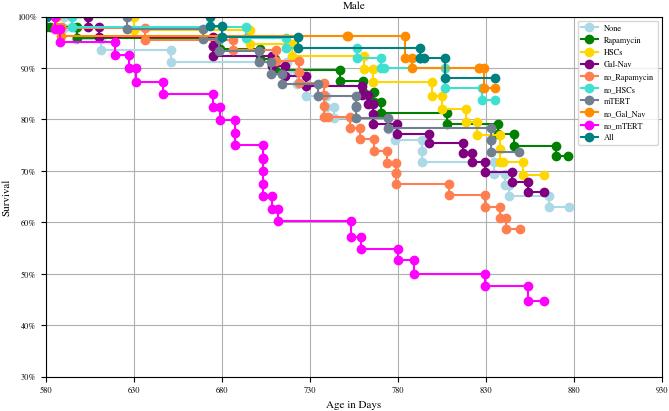 Male
100%
90%
80%
70%
60%
50%
40%
30%
Survival
580
630
680
730
780
830
880
930
Age in Days
None
Rapamycin
HSCs
Gal-Nav
no_Rapamycin
no_HSCs
mTERT
no_Gal_Nav
no_mTERT
All